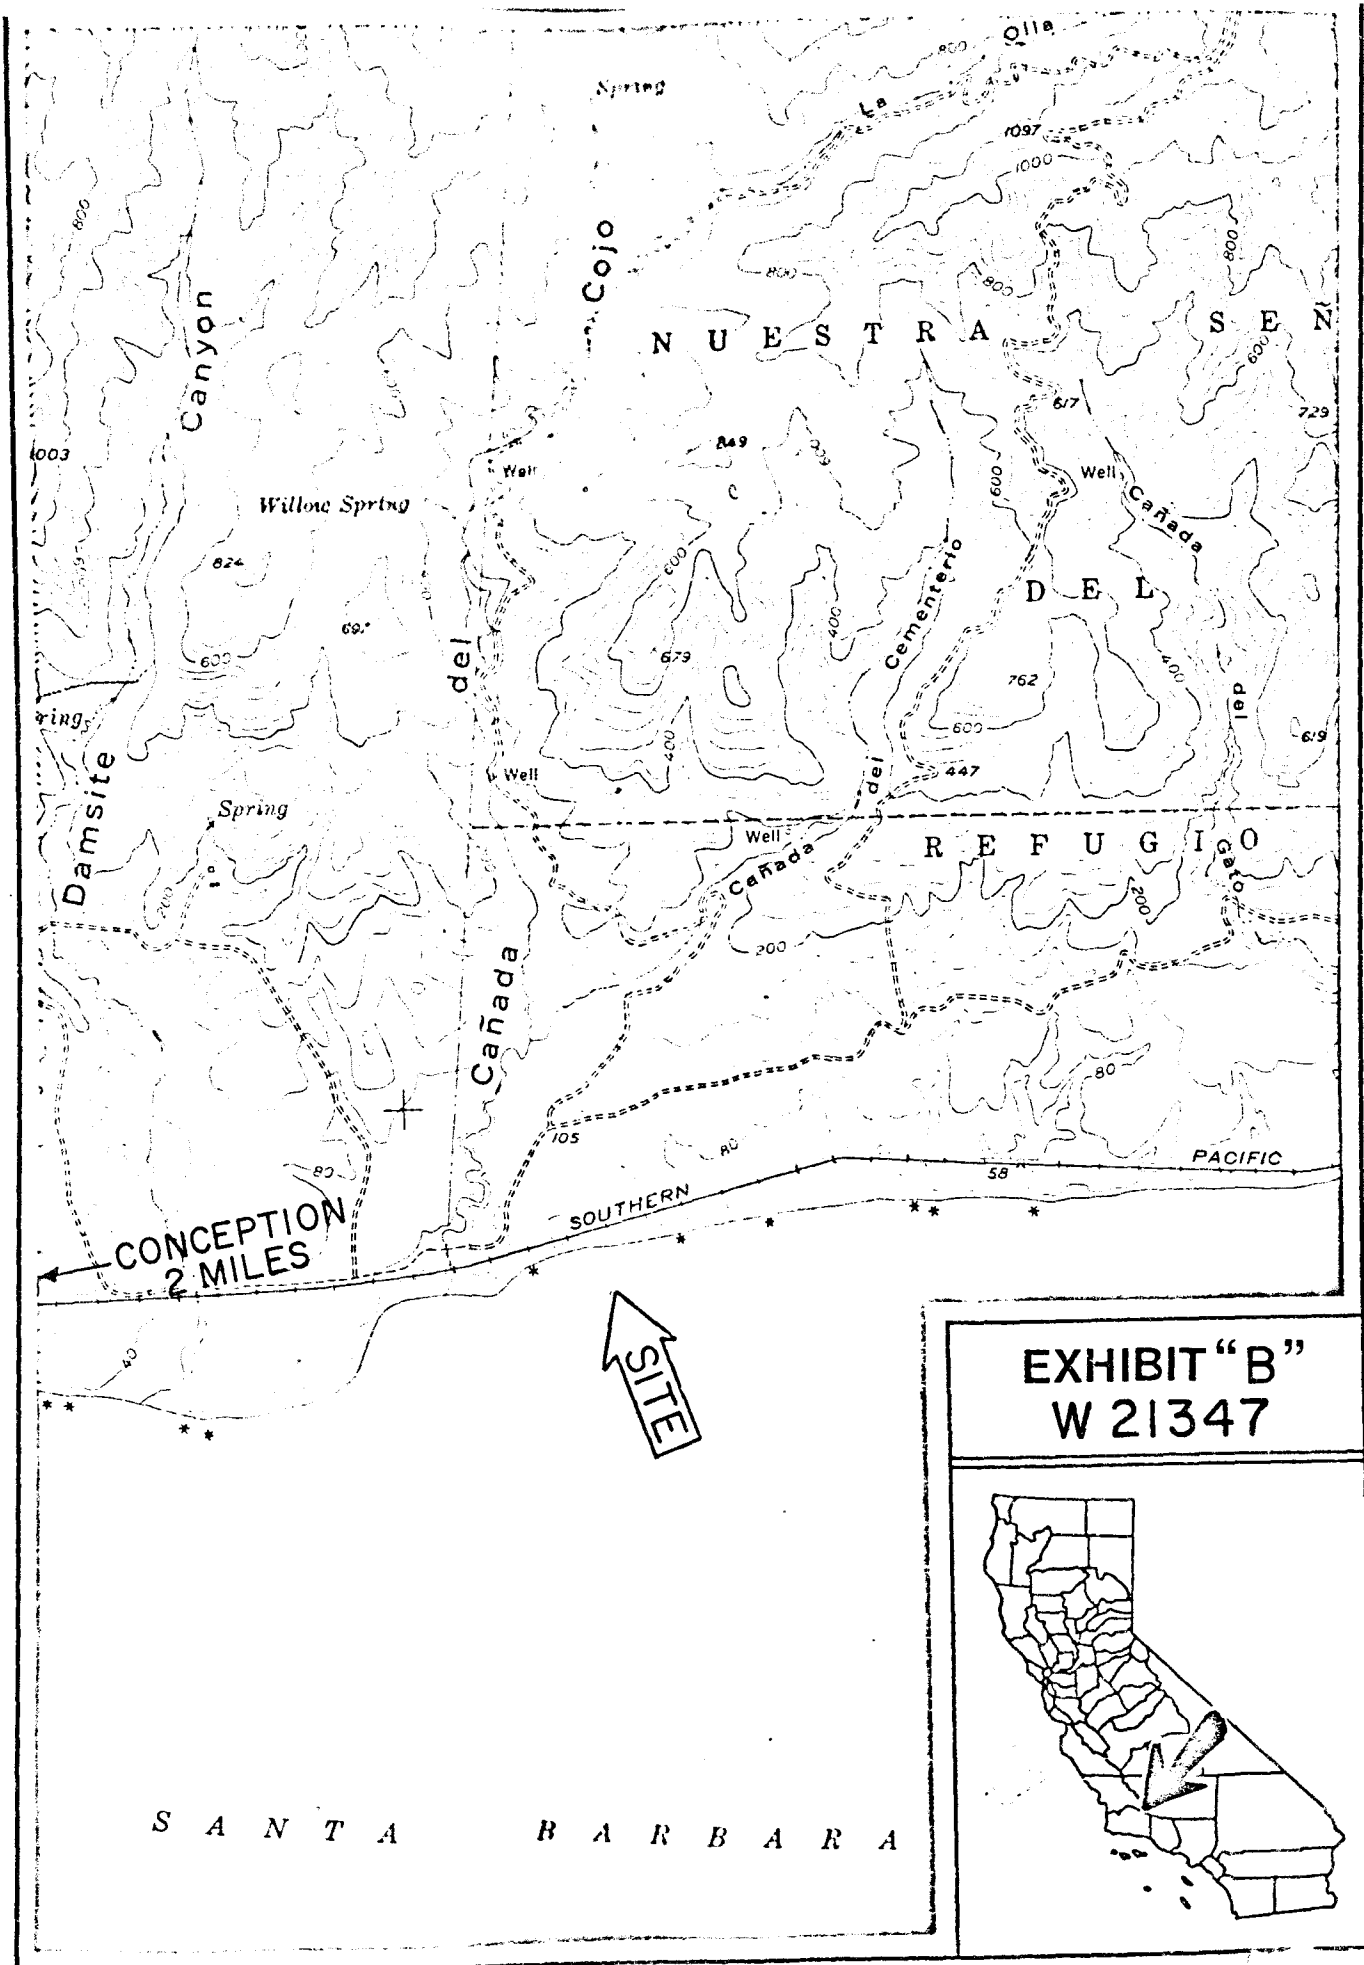 Olla
800
Spring
La
1097
1000
800
Cojo
800
800
800
Canyon
NUESTRA SEÑ
600
617
729
849
1003
Well
600
Well
Willow Spring
Cañada
824
600
Cementerio
DEL
400
69
679
600
del
400
762
del
600
619
400
447
del
Well
Damsite
Spring
Well
REFUGIO
Cañada
Gato
200
200
200
Cañada
80
105
80
PACIFIC
58
80
SOUTHERN
CONCEPTION
2 MILES
40
SITE
EXHIBIT "B"
W 21347
SANTA BARBARA